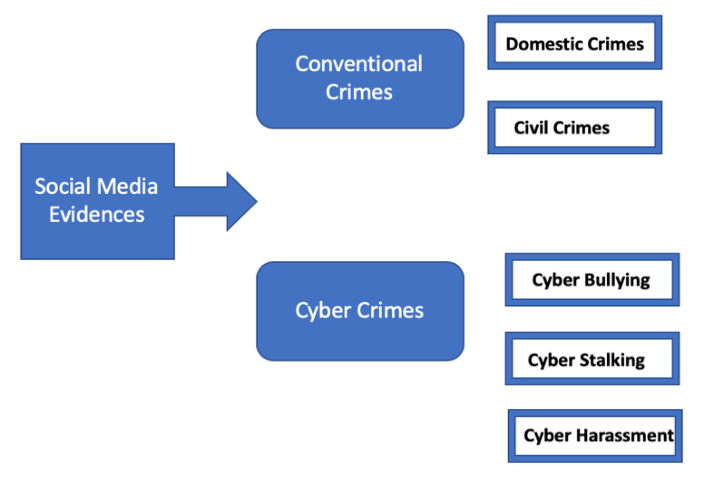 Social Media
Evidences
Conventional
Crimes
Domestic Crimes
Civil Crimes
Cyber Crimes
Cyber Bullying
Cyber Stalking
Cyber Harassment